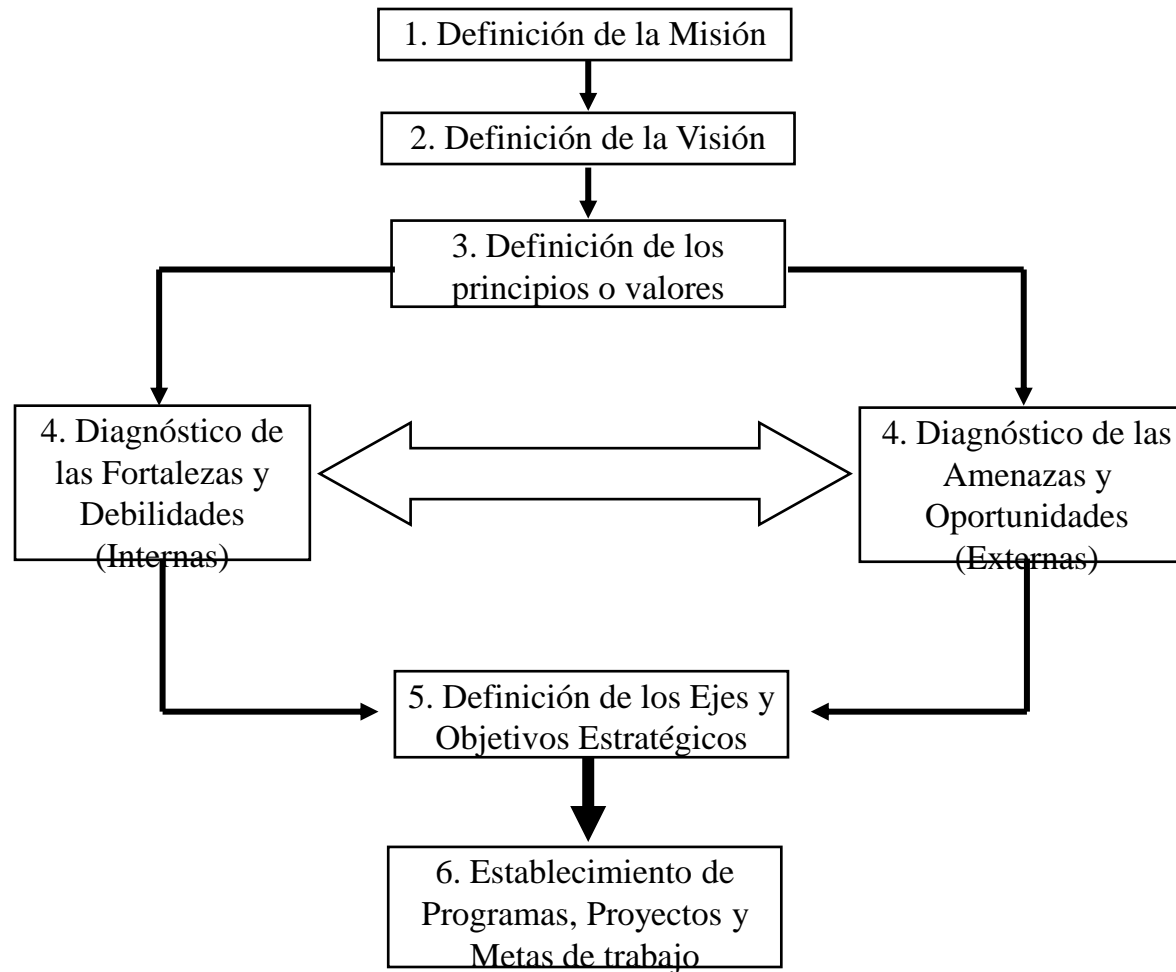 1. Definición de la Misión
2. Definición de la Visión
3. Definición de los
principios o valores
4. Diagnóstico de
las Fortalezas y
Debilidades
(Internas)
4. Diagnóstico de las
Amenazas y
Oportunidades
(Externas)
5. Definición de los Ejes y
Objetivos Estratégicos
6. Establecimiento de
Programas, Proyectos y
Metas de trabajo